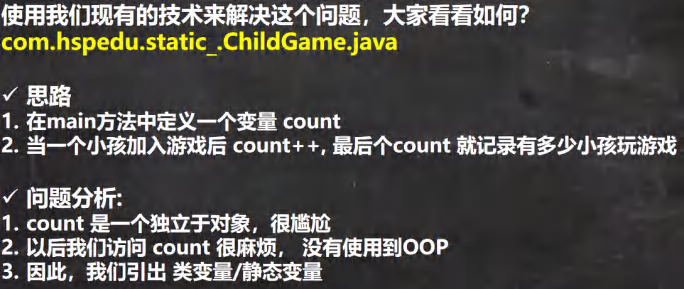 使用我们现有的技术来解决这个问题，大家看看如何？
com.hspedu.static_.ChildGame.java
✓ 思路
1. 在main方法中定义一个变量 count
2. 当一个小孩加入游戏后 count++, 最后个count 就记录有多少小孩玩游戏
✓ 问题分析:
1. count 是一个独立于对象，很尴尬
2. 以后我们访问 count 很麻烦， 没有使用到OOP
3. 因此，我们引出 类变量/静态变量